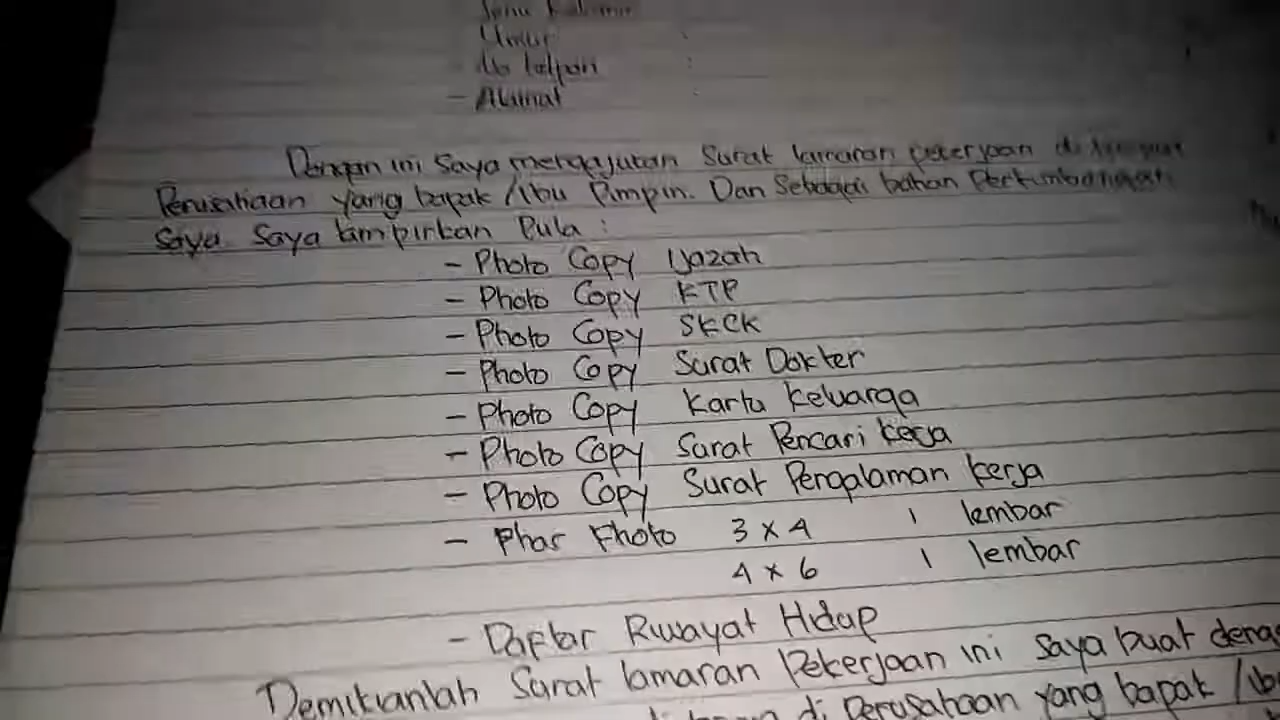 Umur :
- No telpon :
- Alamat :
Dengan ini Saya mengajukan Surat lamaran pekerjaan di tempat
Perusahaan yang bapak /Ibu Pimpin. Dan Sebagai bahan Pertimbangan
Saya Saya lampirkan Pula :
- Photo Copy Ijazah
- Photo Copy KTP
- Photo Copy SKCK
- Photo Copy Surat Dokter
- Photo Copy Kartu Keluarga
- Photo Copy Surat Pencari kerja
- Photo Copy Surat Pengalaman kerja
- Phas Photo 3 x 4 1 lembar
4 x 6 1 lembar
- Daftar Riwayat Hidup
Demikianlah Surat lamaran Pekerjaan ini saya buat
di Perusahaan yang bapak /Ibu